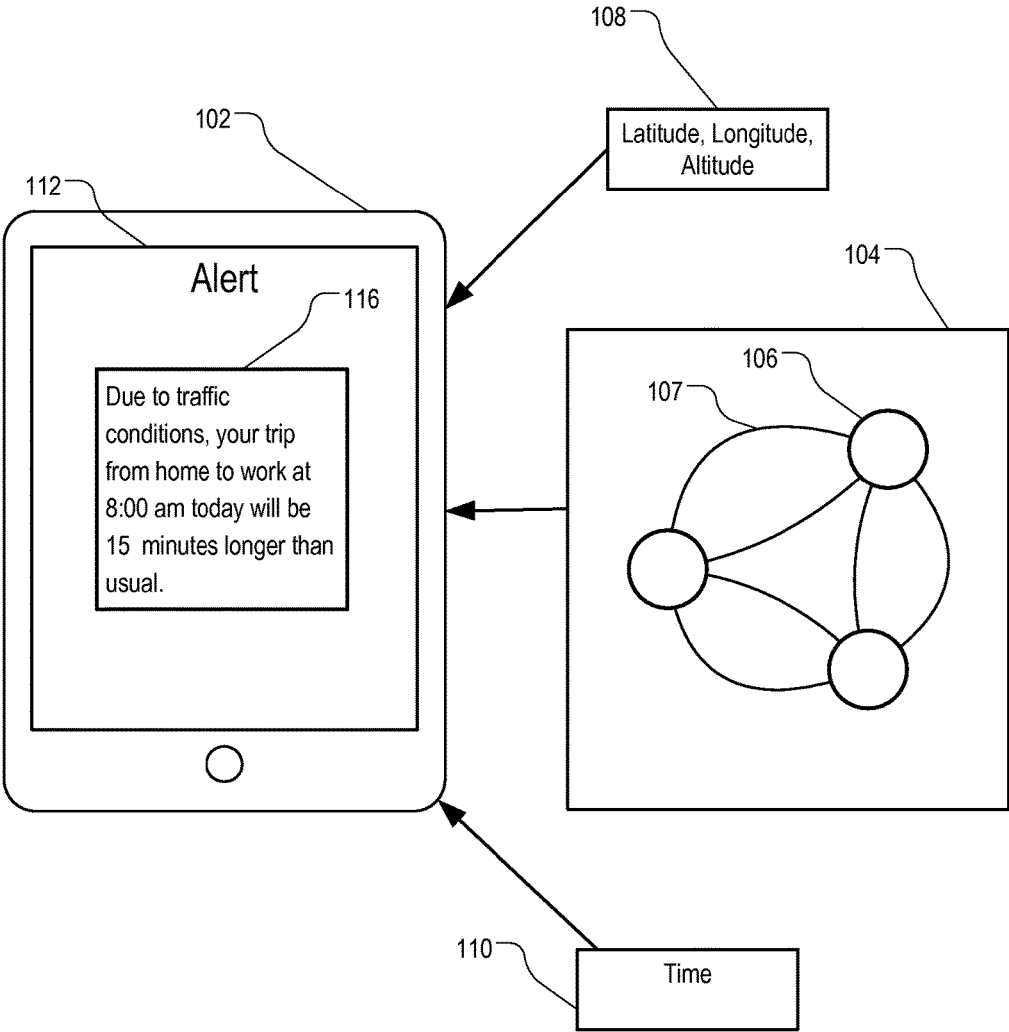 108
Latitude, Longitude,
Altitude
102
112
Alert
116
Due to traffic
conditions, your trip
from home to work at
8:00 am today will be
15 minutes longer than
usual.
104
106
107
110
Time